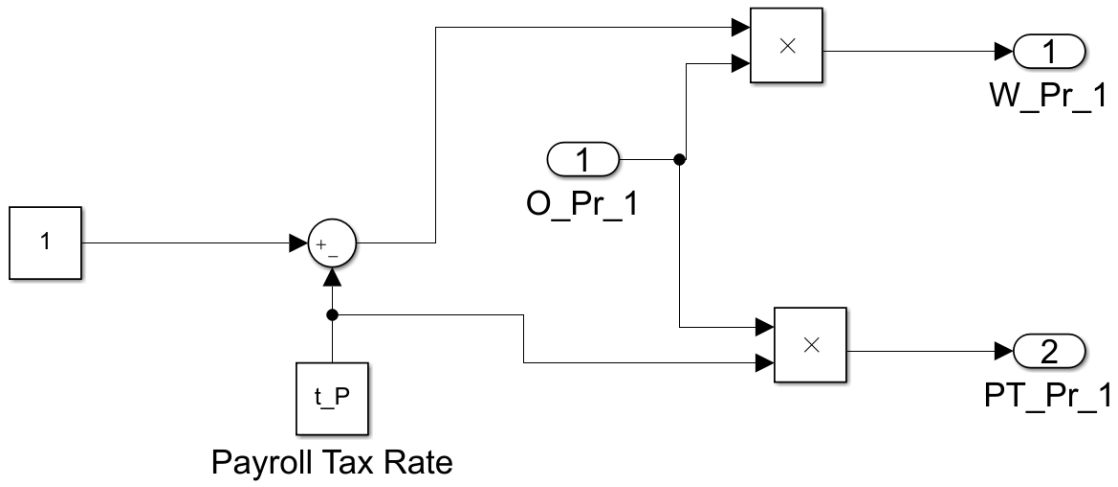 ×
1
W_Pr_1
1
O_Pr_1
1
+
−
×
2
PT_Pr_1
t_P
Payroll Tax Rate